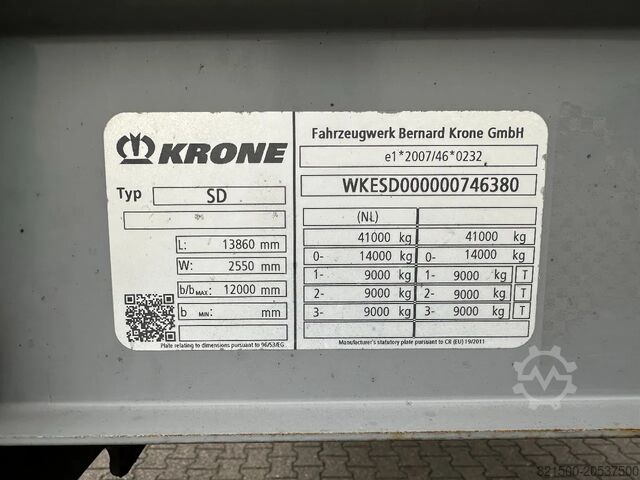 KRONE
Typ SD
L: 13860 mm
W: 2550 mm
b/b MAX: 12000 mm
b MIN: mm
Plate relating to dimensions pursuant to 96/53/EG
Fahrzeugwerk Bernard Krone GmbH
e1*2007/46*0232
WKESD000000746380
(NL)
41000 kg 41000 kg
0- 14000 kg 0- 14000 kg
1- 9000 kg 1- 9000 kg T
2- 9000 kg 2- 9000 kg T
3- 9000 kg 3- 9000 kg T
Manufacturer's statutory plate pursuant to CR (EU) 19/2011
821500-20537500